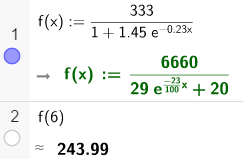 1
f(x) := 333 / (1 + 1.45 e^(-0.23x))
→ f(x) := 6660 / (29 e^(-23/100 x) + 20)
2
f(6)
≈ 243.99